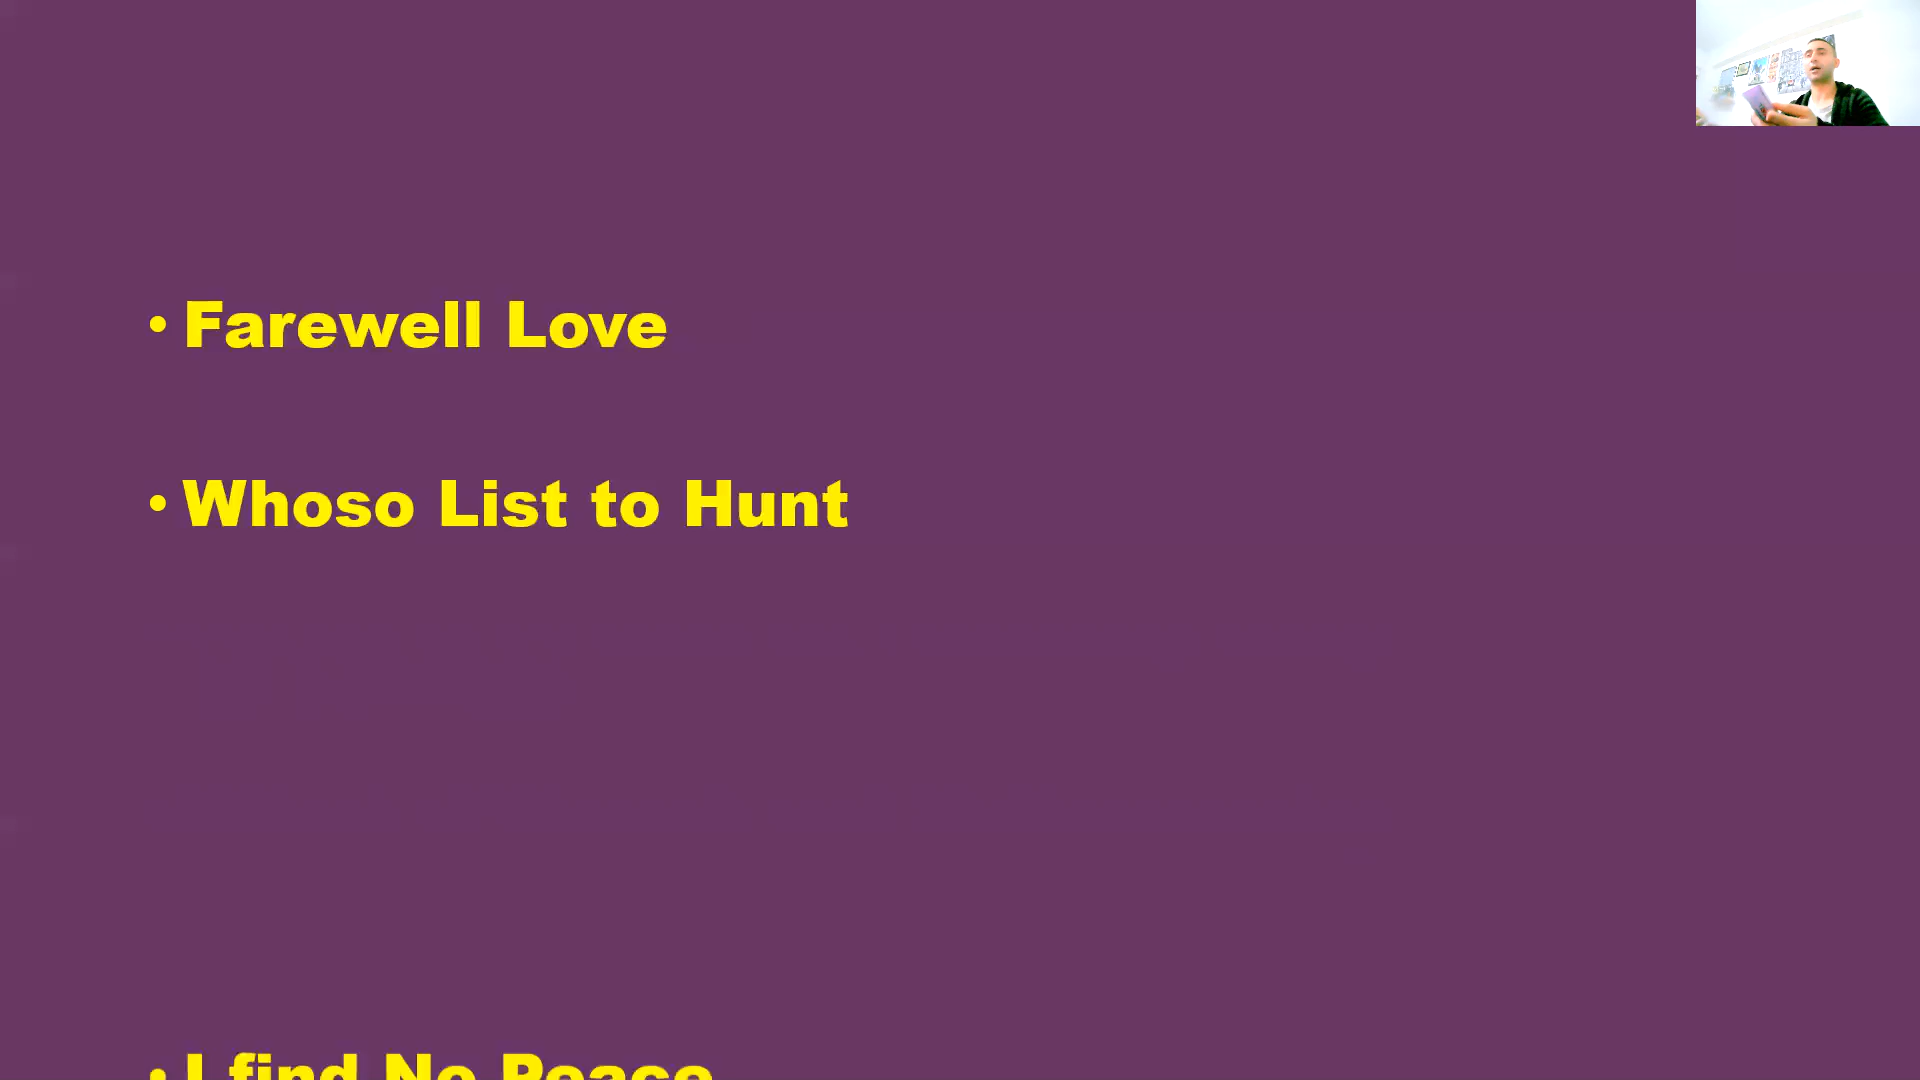 • Farewell Love
• Whoso List to Hunt
• I find No Peace